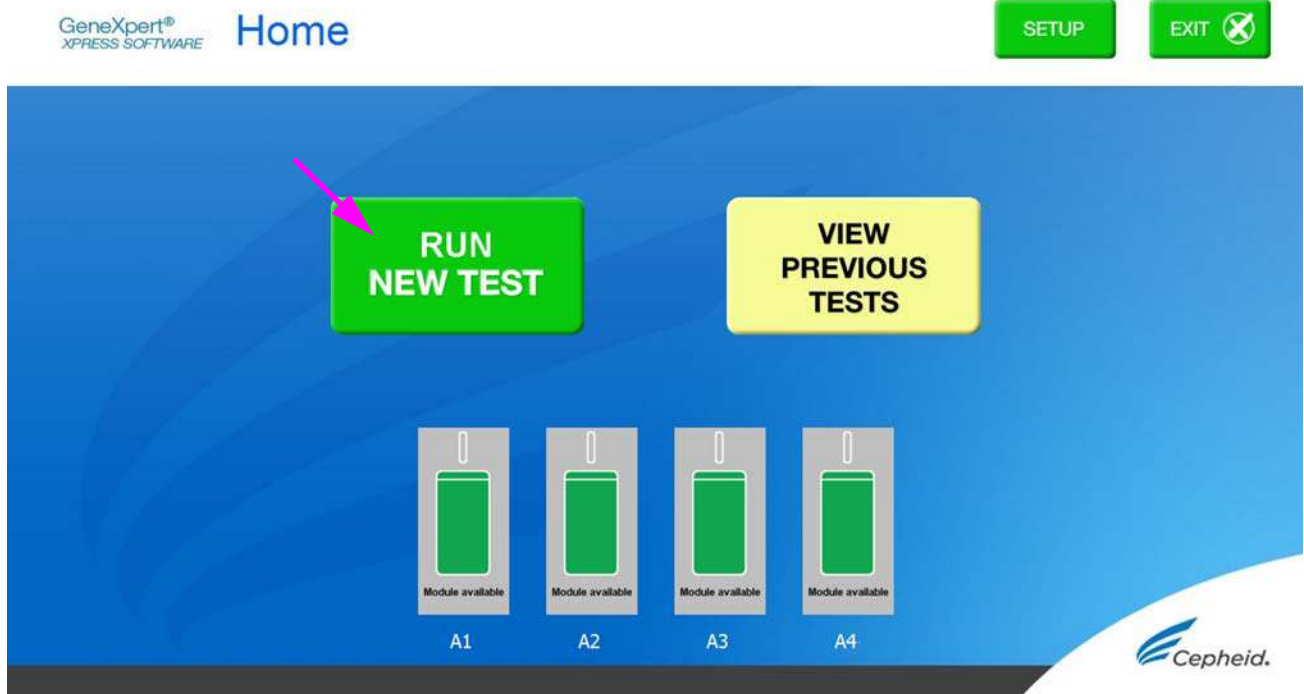 GeneXpert®
XPRESS SOFTWARE
Home
SETUP
EXIT
RUN
NEW TEST
VIEW
PREVIOUS
TESTS
Module available
Module available
Module available
Module available
A1
A2
A3
A4
Cepheid.